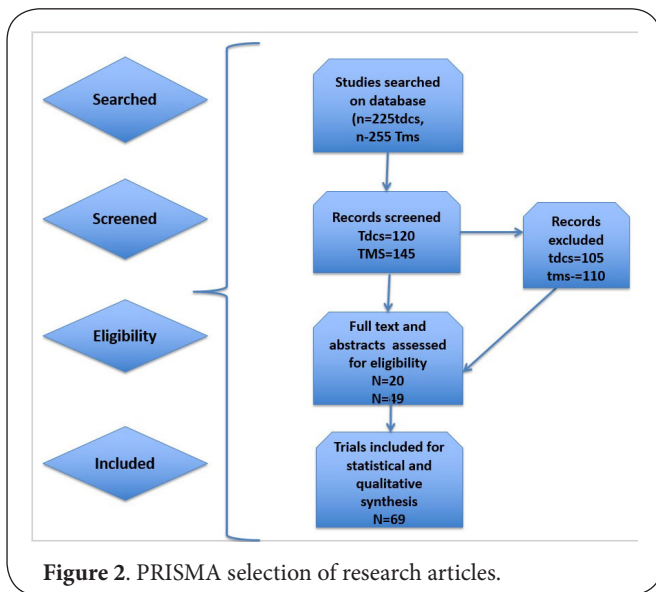 Searched
Screened
Eligibility
Included
Studies searched
on database
(n=225tdcs,
n-255 Tms
Records screened
Tdcs=120
TMS=145
Records
excluded
tdcs=105
tms-=110
Full text and
abstracts assessed
for eligibility
N=20
N=49
Trials included for
statistical and
qualitative
synthesis
N=69
Figure 2. PRISMA selection of research articles.